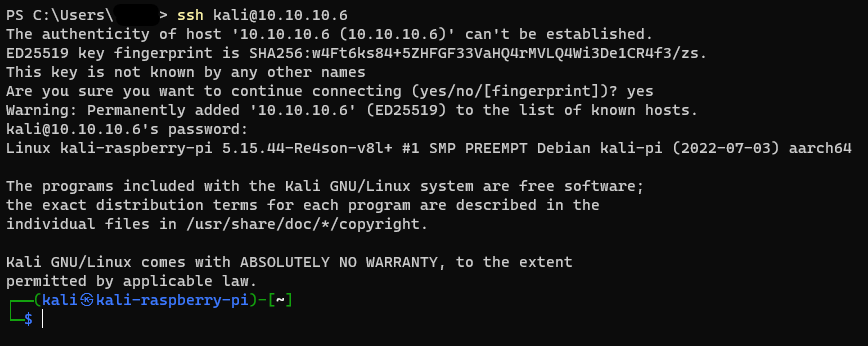 PS C:\Users\> ssh kali@10.10.10.6
The authenticity of host '10.10.10.6 (10.10.10.6)' can't be established.
ED25519 key fingerprint is SHA256:w4Ft6ks84+5ZHFGF33VaHQ4rMVLQ4Wi3De1CR4f3/zs.
This key is not known by any other names
Are you sure you want to continue connecting (yes/no/[fingerprint])? yes
Warning: Permanently added '10.10.10.6' (ED25519) to the list of known hosts.
kali@10.10.10.6's password:
Linux kali-raspberry-pi 5.15.44-Re4son-v8l+ #1 SMP PREEMPT Debian kali-pi (2022-07-03) aarch64
The programs included with the Kali GNU/Linux system are free software;
the exact distribution terms for each program are described in the
individual files in /usr/share/doc/*/copyright.
Kali GNU/Linux comes with ABSOLUTELY NO WARRANTY, to the extent
permitted by applicable law.
┌──(kali㉿kali-raspberry-pi)-[~]
└─$